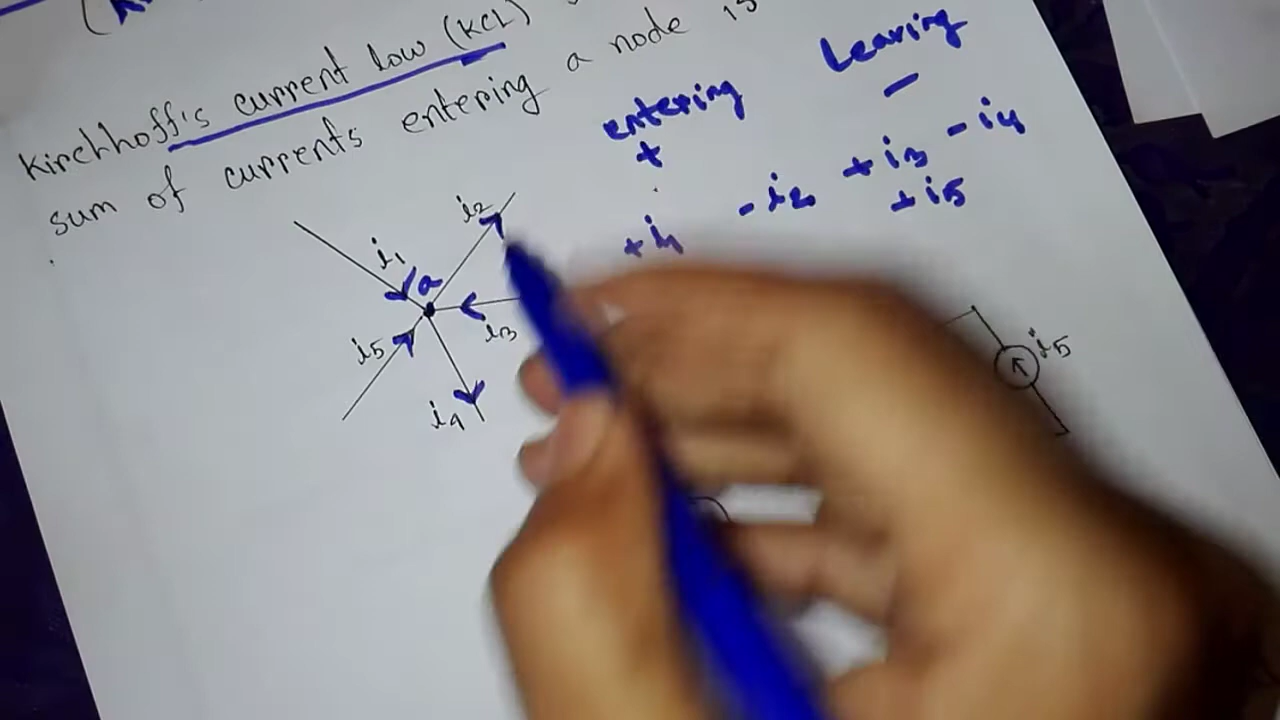 Kirchhoff's current low (KCL)
sum of currents entering a node is
entering Leaving
+ -
+i1 -i2 +i3 -i4
+i5
i1 a i2
i3
i5
i4
i5